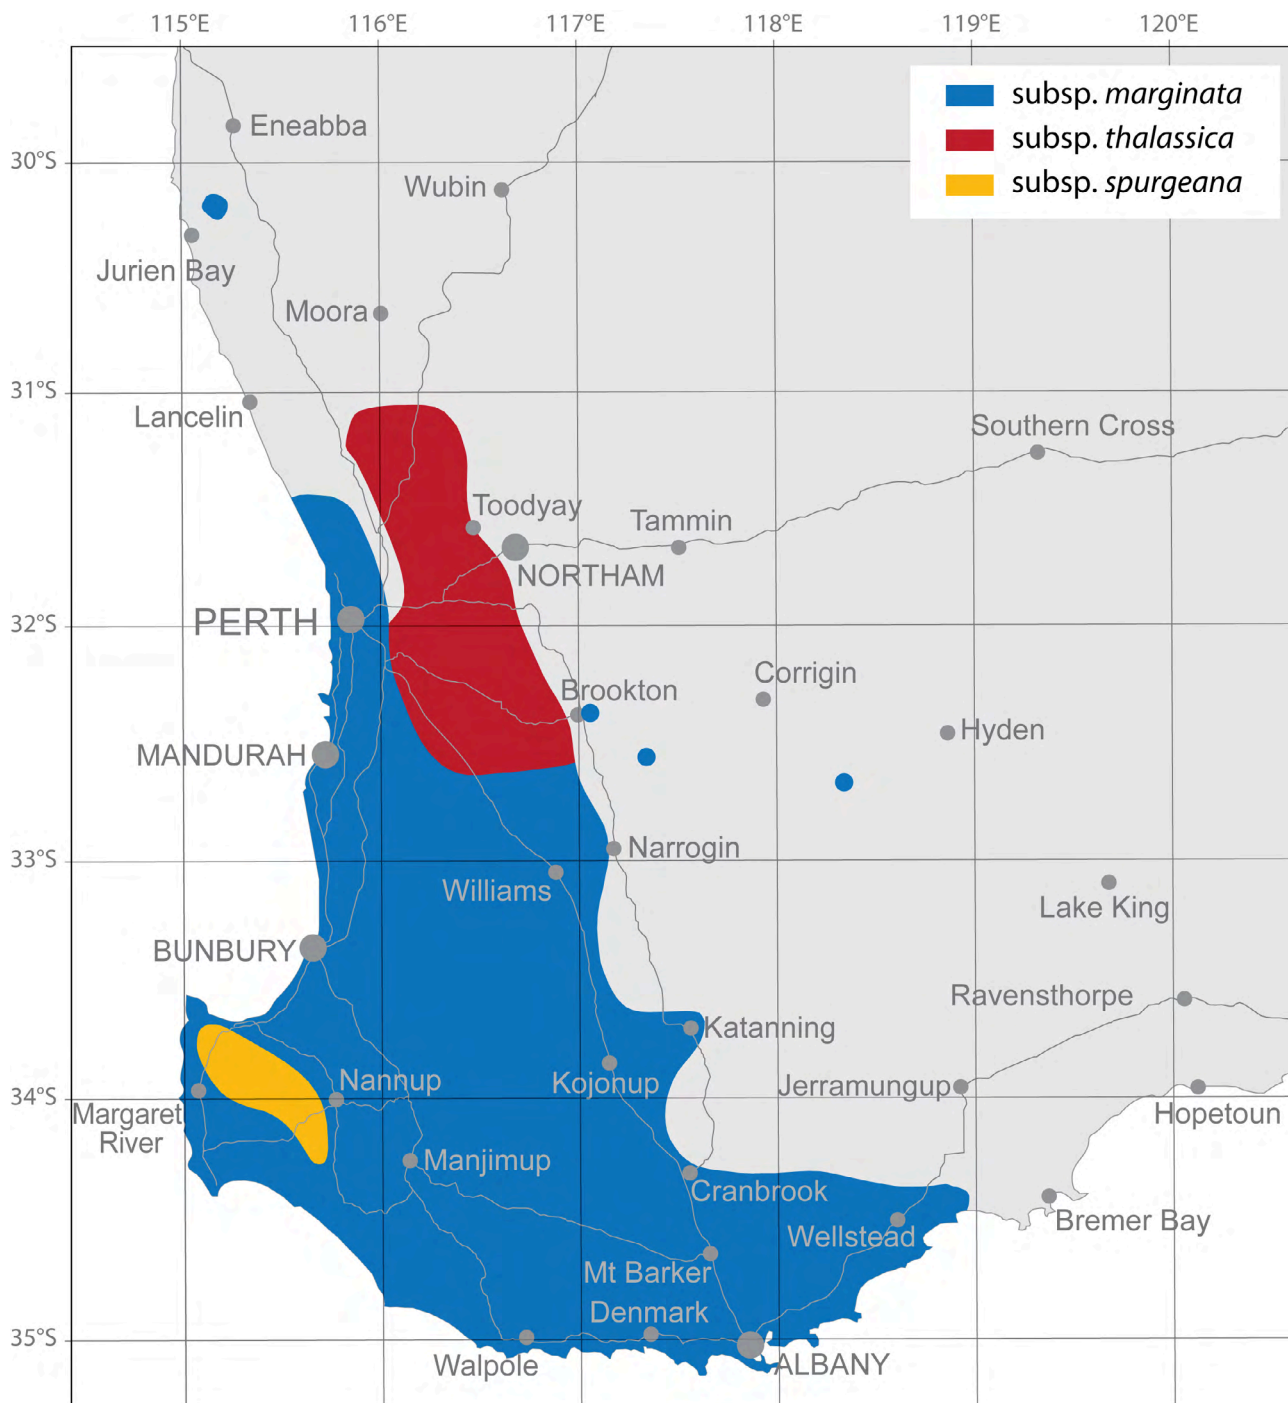 115°E 116°E 117°E 118°E 119°E 120°E
subsp. marginata
subsp. thalassica
subsp. spurgeana
Eneabba
30°S
Wubin
Jurien Bay
Moora
31°S
Lancelin
Southern Cross
Toodyay
Tammin
NORTHAM
PERTH
32°S
Corrigin
Brookton
Hyden
MANDURAH
Narrogin
33°S
Williams
Lake King
BUNBURY
Ravensthorpe
Katanning
Nannup
Kojonup
Jerramungup
34°S
Margaret
River
Hopetoun
Manjimup
Cranbrook
Bremer Bay
Wellstead
Mt Barker
Denmark
35°S
Walpole
ALBANY